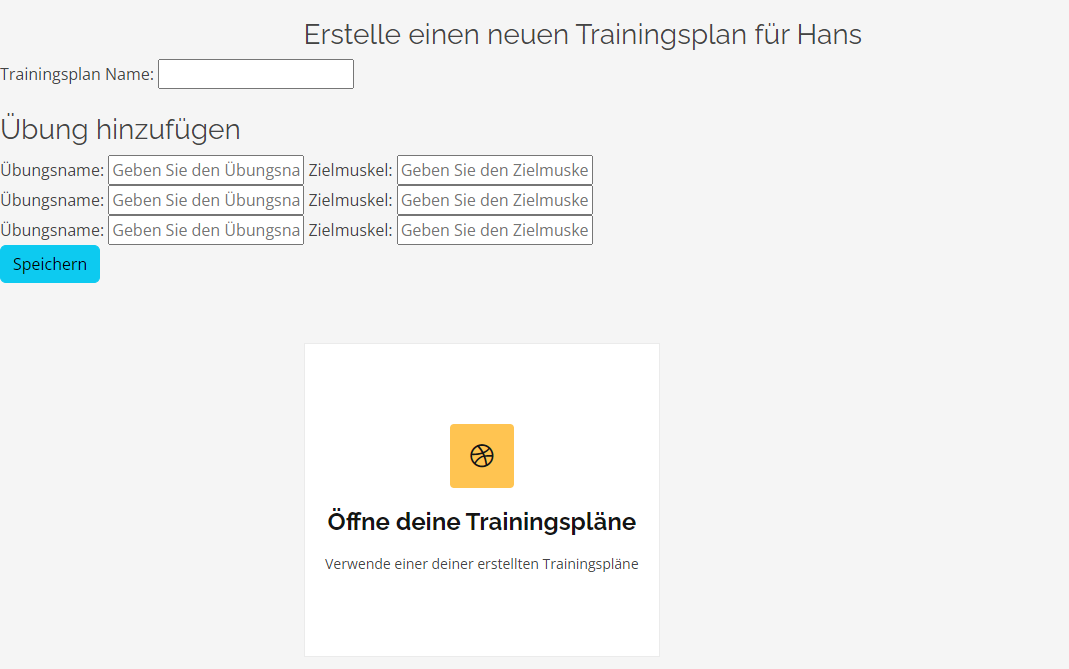 Erstelle einen neuen Trainingsplan für Hans
Trainingsplan Name:
Übung hinzufügen
Übungsname: Geben Sie den Übungsna Zielmuskel: Geben Sie den Zielmuske
Übungsname: Geben Sie den Übungsna Zielmuskel: Geben Sie den Zielmuske
Übungsname: Geben Sie den Übungsna Zielmuskel: Geben Sie den Zielmuske
Speichern
Öffne deine Trainingspläne
Verwende einer deiner erstellten Trainingspläne